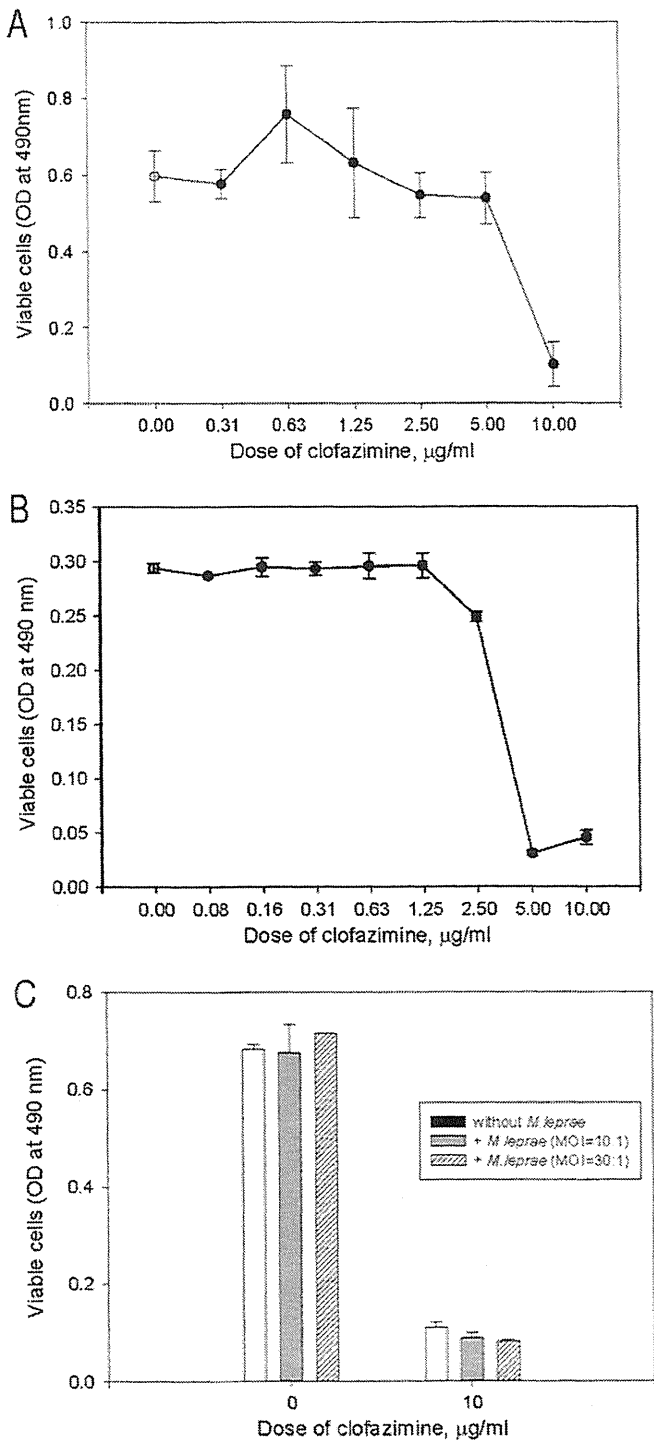 A
Viable cells (OD at 490nm)
1.0
0.8
0.6
0.4
0.2
0.0
0.00 0.31 0.63 1.25 2.50 5.00 10.00
Dose of clofazimine, μg/ml
B
Viable cells (OD at 490 nm)
0.35
0.30
0.25
0.20
0.15
0.10
0.05
0.00
0.00 0.08 0.16 0.31 0.63 1.25 2.50 5.00 10.00
Dose of clofazimine, μg/ml
C
Viable cells (OD at 490 nm)
0.8
0.6
0.4
0.2
0.0
without M.leprae
+ M.leprae (MOI=10:1)
+ M.leprae (MOI=30:1)
0 10
Dose of clofazimine, μg/ml